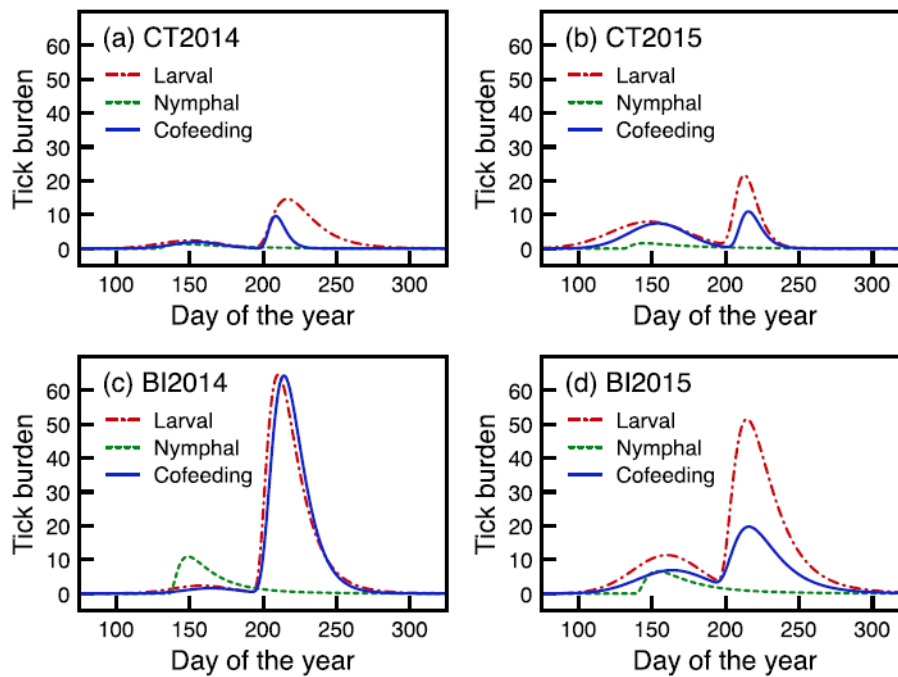 (a) CT2014
Larval
Nymphal
Cofeeding
Tick burden
60
50
40
30
20
10
0
100 150 200 250 300
Day of the year
(b) CT2015
Larval
Nymphal
Cofeeding
Tick burden
60
50
40
30
20
10
0
100 150 200 250 300
Day of the year
(c) BI2014
Larval
Nymphal
Cofeeding
Tick burden
60
50
40
30
20
10
0
100 150 200 250 300
Day of the year
(d) BI2015
Larval
Nymphal
Cofeeding
Tick burden
60
50
40
30
20
10
0
100 150 200 250 300
Day of the year